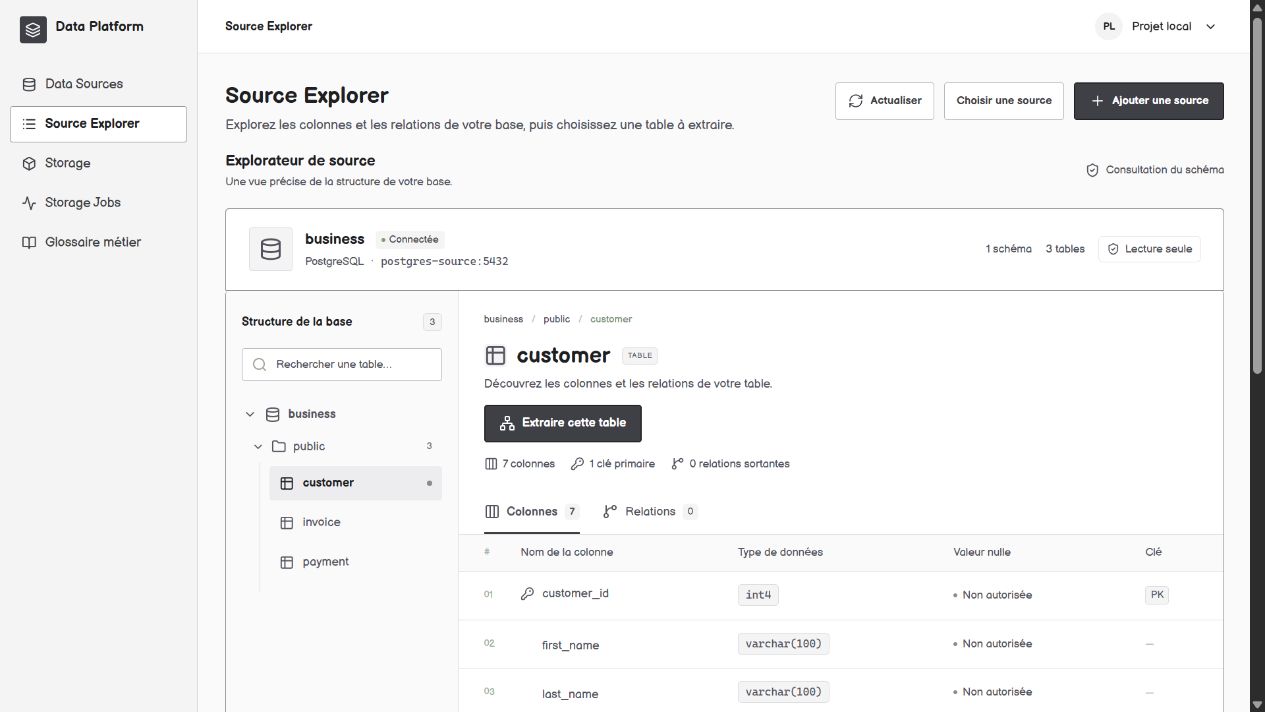 Data Platform
Data Sources
Source Explorer
Storage
Storage Jobs
Glossaire métier
Source Explorer
PL Projet local
Source Explorer
Explorez les colonnes et les relations de votre base, puis choisissez une table à extraire.
Actualiser
Choisir une source
+ Ajouter une source
Explorateur de source
Une vue précise de la structure de votre base.
Consultation du schéma
business • Connectée
PostgreSQL · postgres-source:5432
1 schéma 3 tables Lecture seule
Structure de la base 3
Rechercher une table...
business
public 3
customer
invoice
payment
business / public / customer
customer TABLE
Découvrez les colonnes et les relations de votre table.
Extraire cette table
7 colonnes 1 clé primaire 0 relations sortantes
Colonnes 7 Relations 0
# Nom de la colonne Type de données Valeur nulle Clé
01 customer_id int4 • Non autorisée PK
02 first_name varchar(100) • Non autorisée —
03 last_name varchar(100) • Non autorisée —